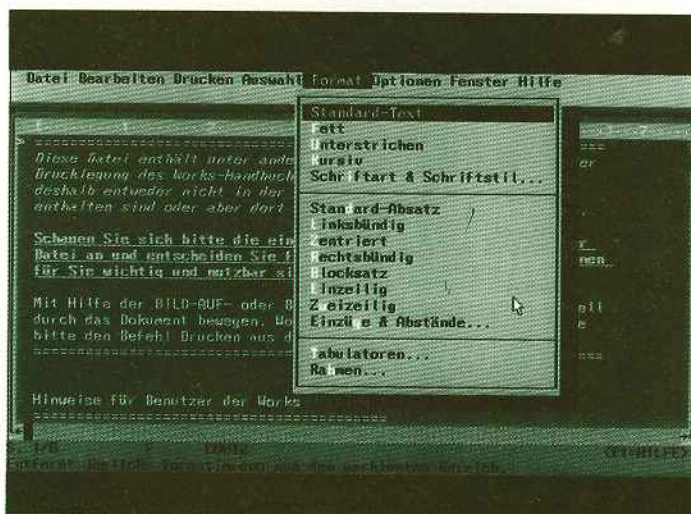 Datei Bearbeiten Drucken Auswahl Format Optionen Fenster Hilfe
Standard-Text
Fett
Unterstrichen
Kursiv
Schriftart & Schriftstil...
Standard-Absatz
Linksbündig
Zentriert
Rechtsbündig
Blocksatz
Einzeilig
Zweizeilig
Einzüge & Abstände...
Tabulatoren...
Rahmen...
Diese Datei enthält unter ande
Drucklegung des Works-Handbuch
deshalb entweder nicht in der
enthalten sind oder aber dort
Schauen Sie sich bitte die ein
Datei an und entscheiden Sie f
für Sie wichtig und nutzbar si
Mit Hilfe der BILD-AUF- oder B
durch das Dokument bewegen. Wo
bitte den Befehl Drucken aus d
Hinweise für Benutzer der Works